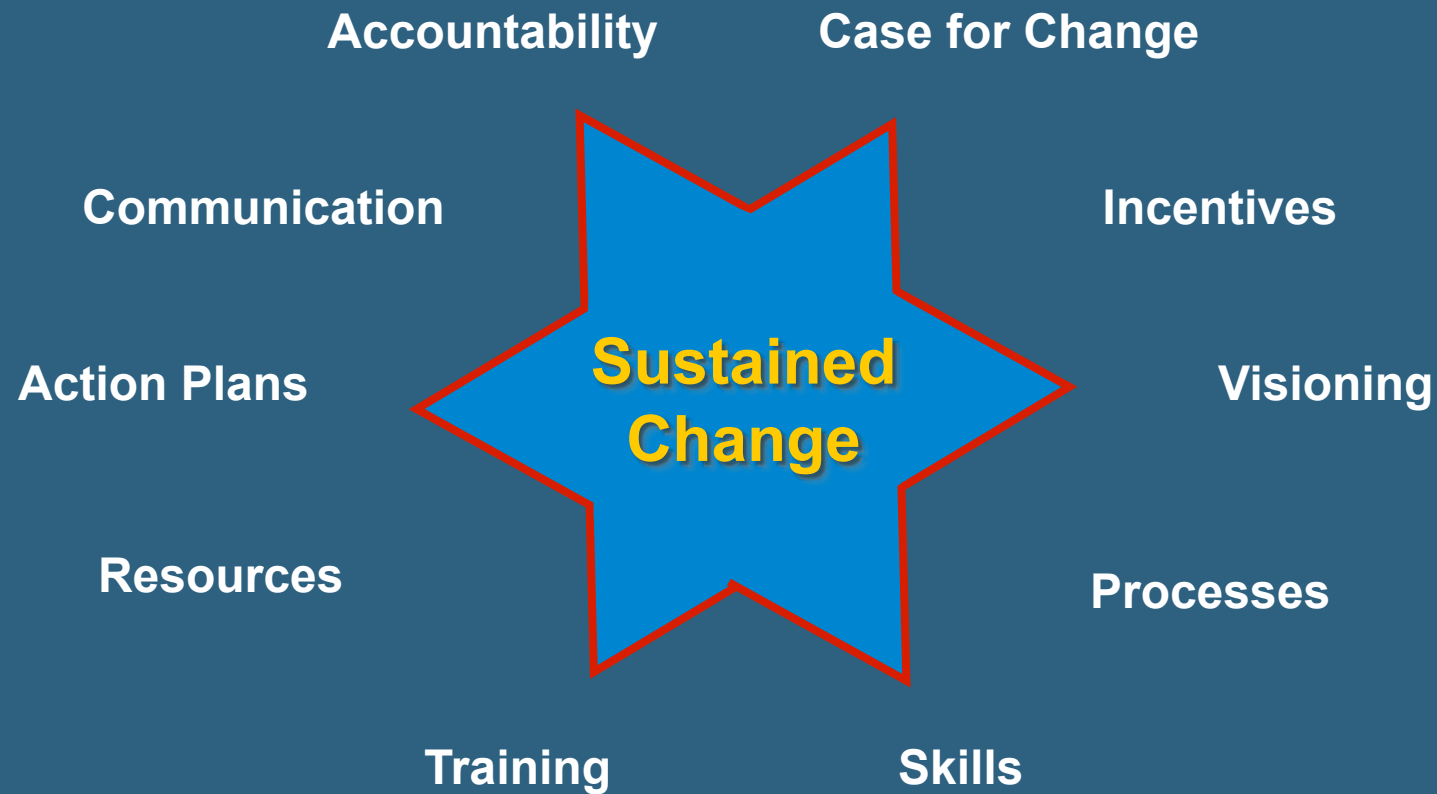 Accountability
Case for Change
Communication
Incentives
Sustained
Change
Action Plans
Visioning
Resources
Processes
Training
Skills